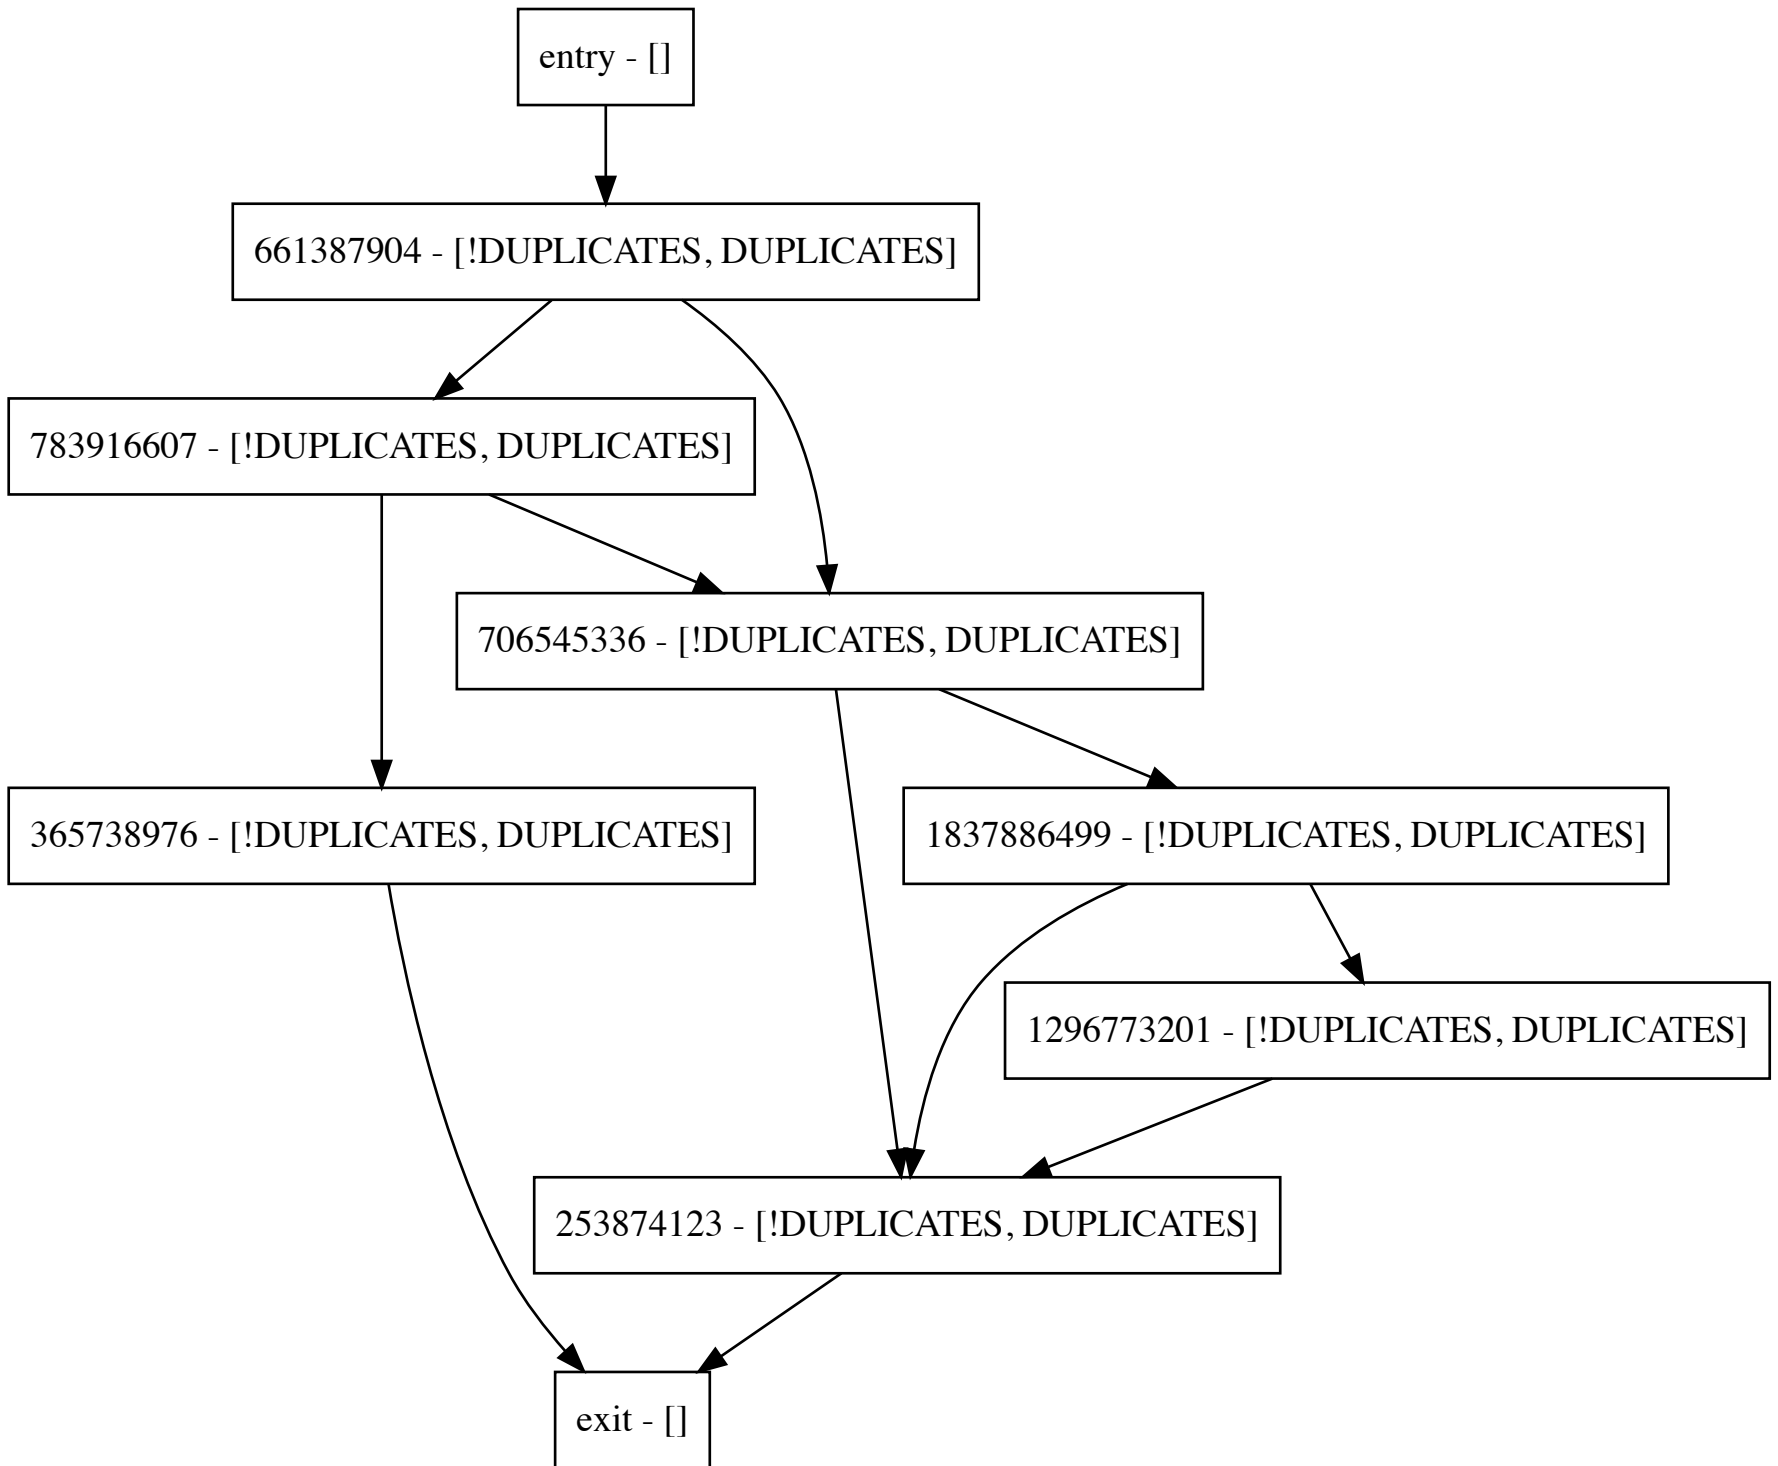 entry - []
661387904 - [!DUPLICATES, DUPLICATES]
783916607 - [!DUPLICATES, DUPLICATES]
706545336 - [!DUPLICATES, DUPLICATES]
365738976 - [!DUPLICATES, DUPLICATES]
1837886499 - [!DUPLICATES, DUPLICATES]
1296773201 - [!DUPLICATES, DUPLICATES]
253874123 - [!DUPLICATES, DUPLICATES]
exit - []